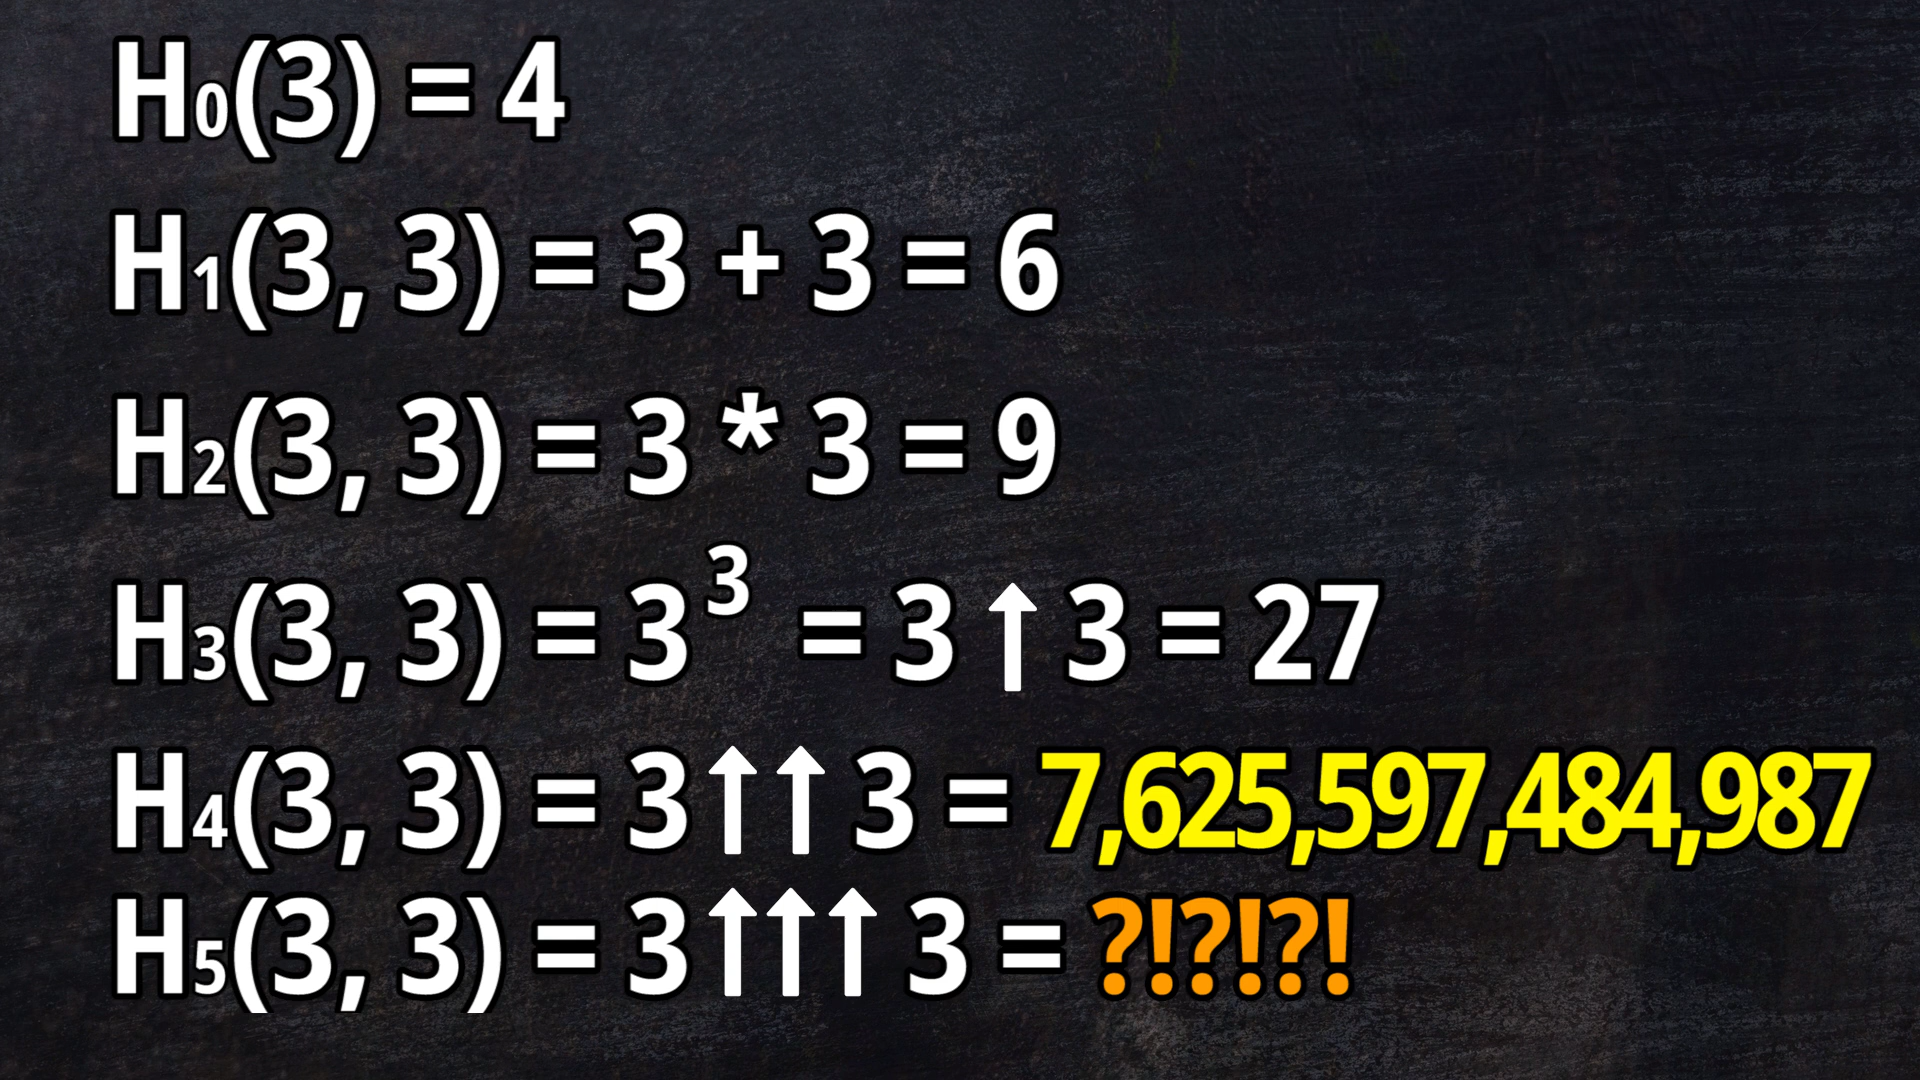 H₀(3) = 4
H₁(3, 3) = 3 + 3 = 6
H₂(3, 3) = 3 * 3 = 9
H₃(3, 3) = 3³ = 3 ↑ 3 = 27
H₄(3, 3) = 3 ↑↑ 3 = 7,625,597,484,987
H₅(3, 3) = 3 ↑↑↑ 3 = ?!?!?!